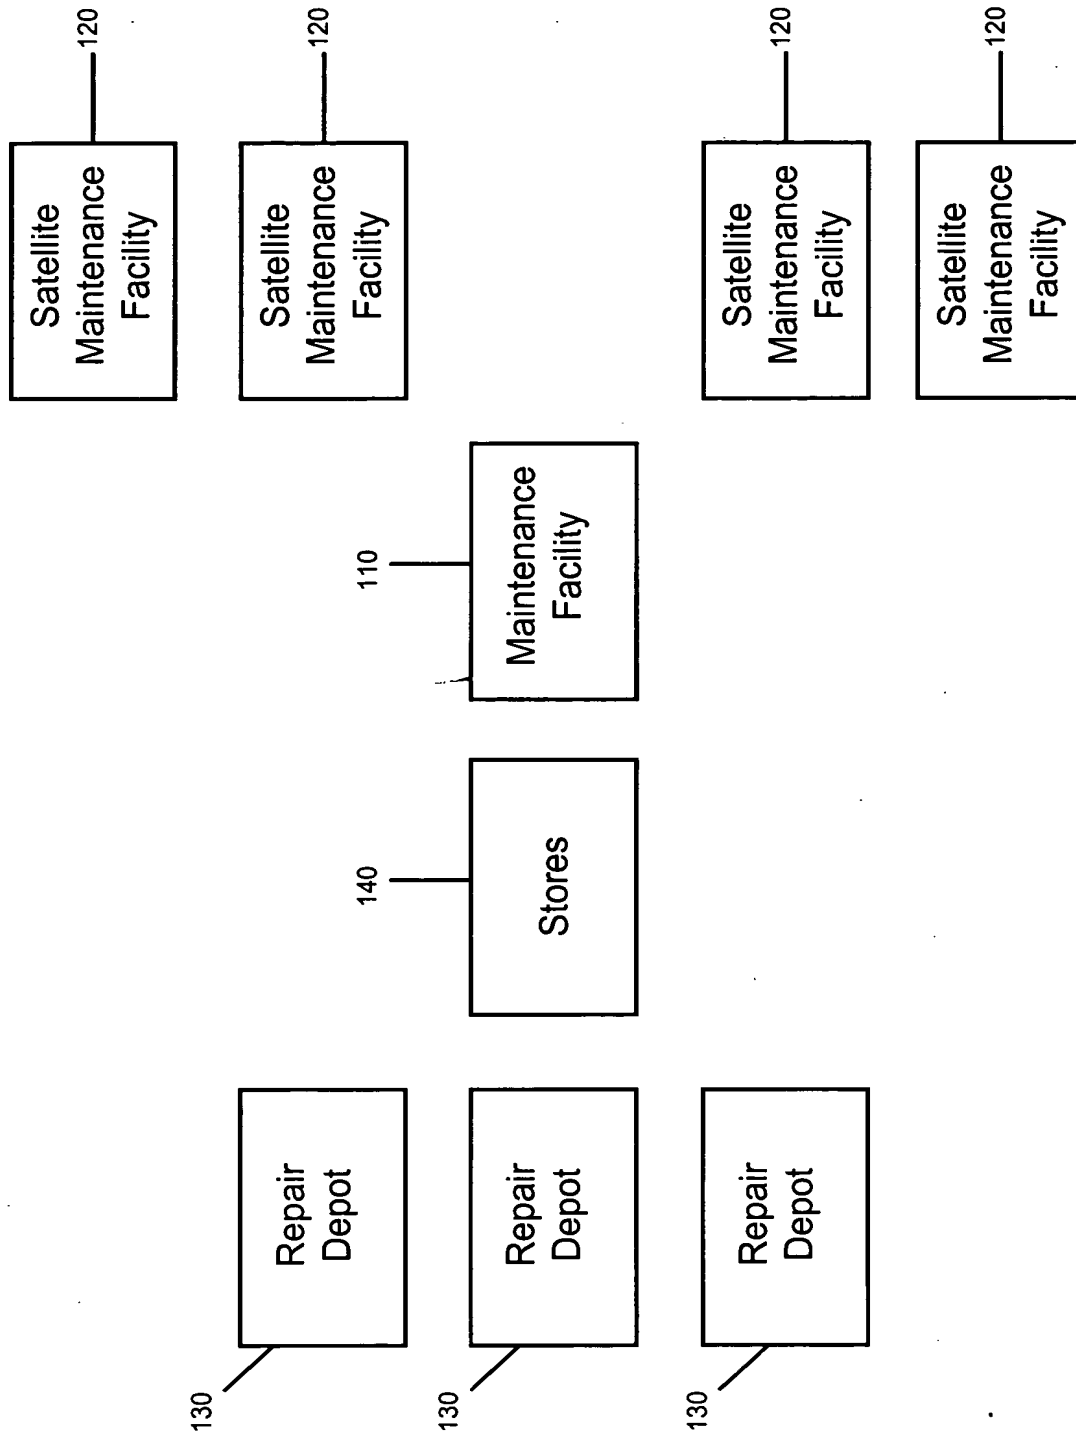 130
Repair
Depot
130
Repair
Depot
130
Repair
Depot
140
Stores
110
Maintenance
Facility
Satellite
Maintenance
Facility
120
Satellite
Maintenance
Facility
120
Satellite
Maintenance
Facility
120
Satellite
Maintenance
Facility
120